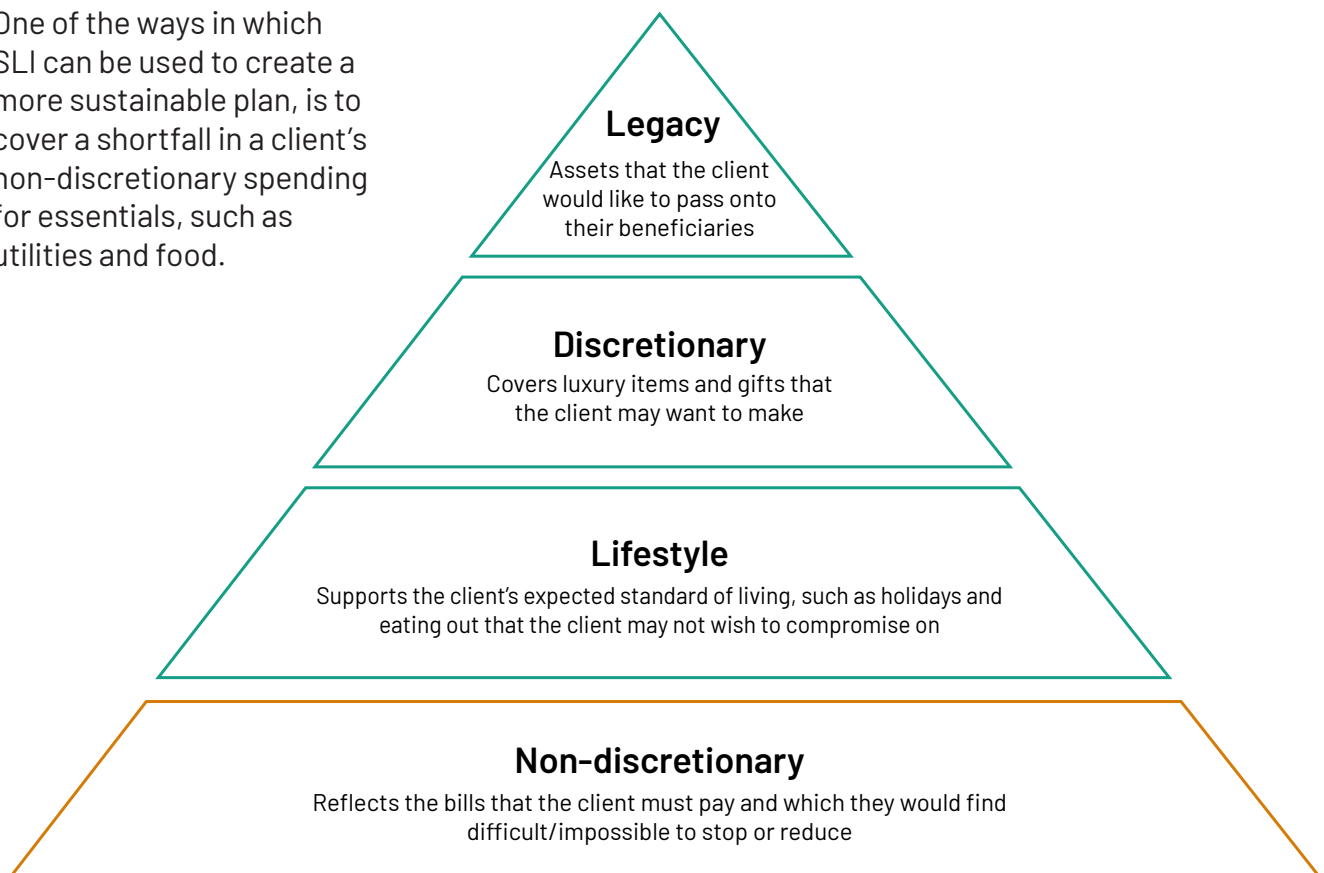 One of the ways in which
SLI can be used to create a
more sustainable plan, is to
cover a shortfall in a client's
non-discretionary spending
for essentials, such as
utilities and food.
Legacy
Assets that the client
would like to pass onto
their beneficiaries
Discretionary
Covers luxury items and gifts that
the client may want to make
Lifestyle
Supports the client's expected standard of living, such as holidays and
eating out that the client may not wish to compromise on
Non-discretionary
Reflects the bills that the client must pay and which they would find
difficult/impossible to stop or reduce